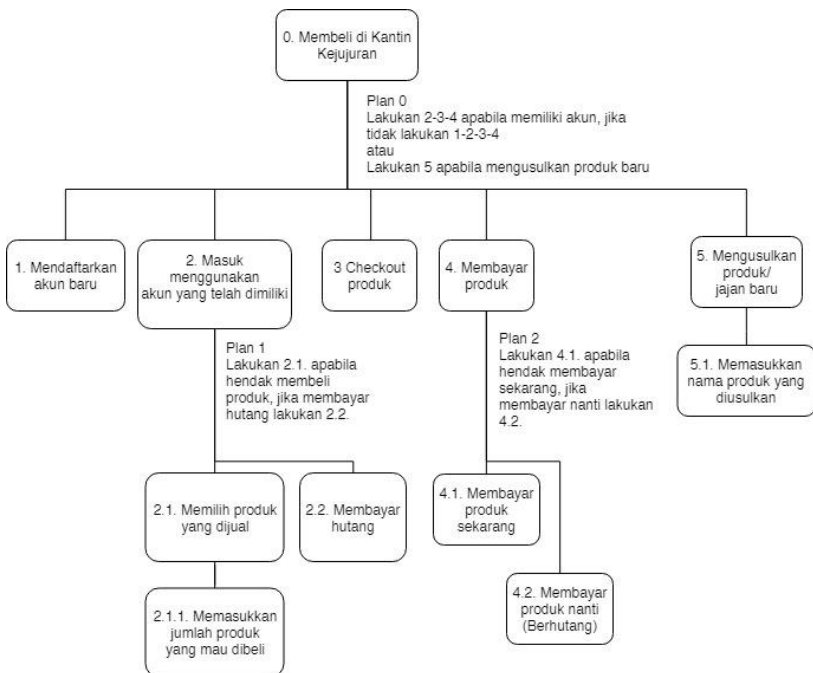 0. Membeli di Kantin
Kejujuran
Plan 0
Lakukan 2-3-4 apabila memiliki akun, jika
tidak lakukan 1-2-3-4
atau
Lakukan 5 apabila mengusulkan produk baru
1. Mendaftarkan
akun baru
2. Masuk
menggunakan
akun yang telah dimiliki
3 Checkout
produk
4. Membayar
produk
5. Mengusulkan
produk/
jajan baru
Plan 1
Lakukan 2.1. apabila
hendak membeli
produk, jika membayar
hutang lakukan 2.2.
Plan 2
Lakukan 4.1. apabila
hendak membayar
sekarang, jika
membayar nanti lakukan
4.2.
5.1. Memasukkan
nama produk yang
diusulkan
2.1. Memilih produk
yang dijual
2.2. Membayar
hutang
4.1. Membayar
produk
sekarang
2.1.1. Memasukkan
jumlah produk
yang mau dibeli
4.2. Membayar
produk nanti
(Berhutang)